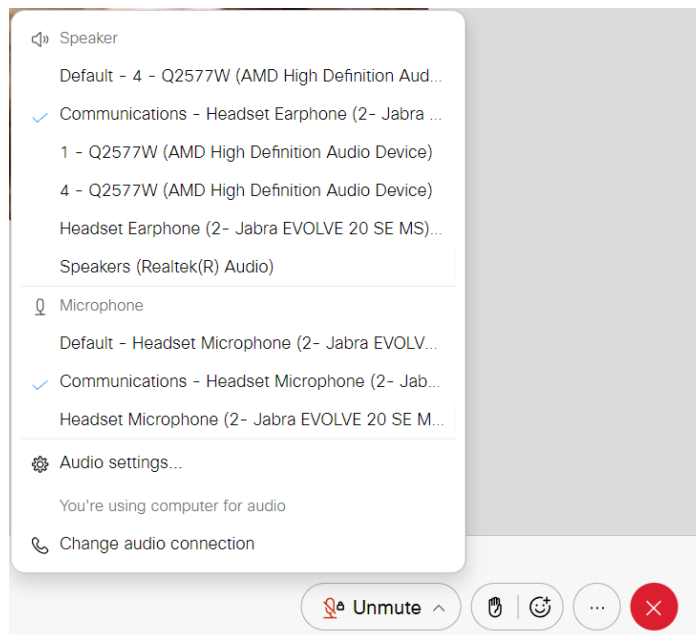 Speaker
Default - 4 - Q2577W (AMD High Definition Aud...
Communications - Headset Earphone (2- Jabra ...
1 - Q2577W (AMD High Definition Audio Device)
4 - Q2577W (AMD High Definition Audio Device)
Headset Earphone (2- Jabra EVOLVE 20 SE MS)...
Speakers (Realtek(R) Audio)
Microphone
Default - Headset Microphone (2- Jabra EVOLV...
Communications - Headset Microphone (2- Jab...
Headset Microphone (2- Jabra EVOLVE 20 SE M...
Audio settings...
You're using computer for audio
Change audio connection
Unmute